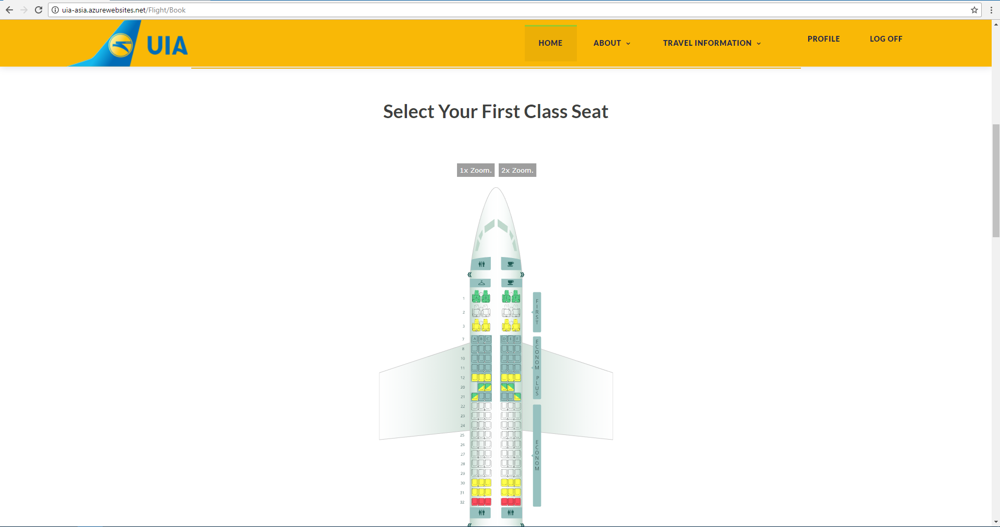 uia-asia.azurewebsites.net/Flight/Book
UIA
HOME
ABOUT
TRAVEL INFORMATION
PROFILE
LOG OFF
Select Your First Class Seat
1x Zoom.
2x Zoom.
1 A B E F
2
3
FIRST
7 A B C D E F
8
10
11
12
20
21
ECONOM PLUS
22
23
24
25
26
27
28
29
30
31
32
ECONOM